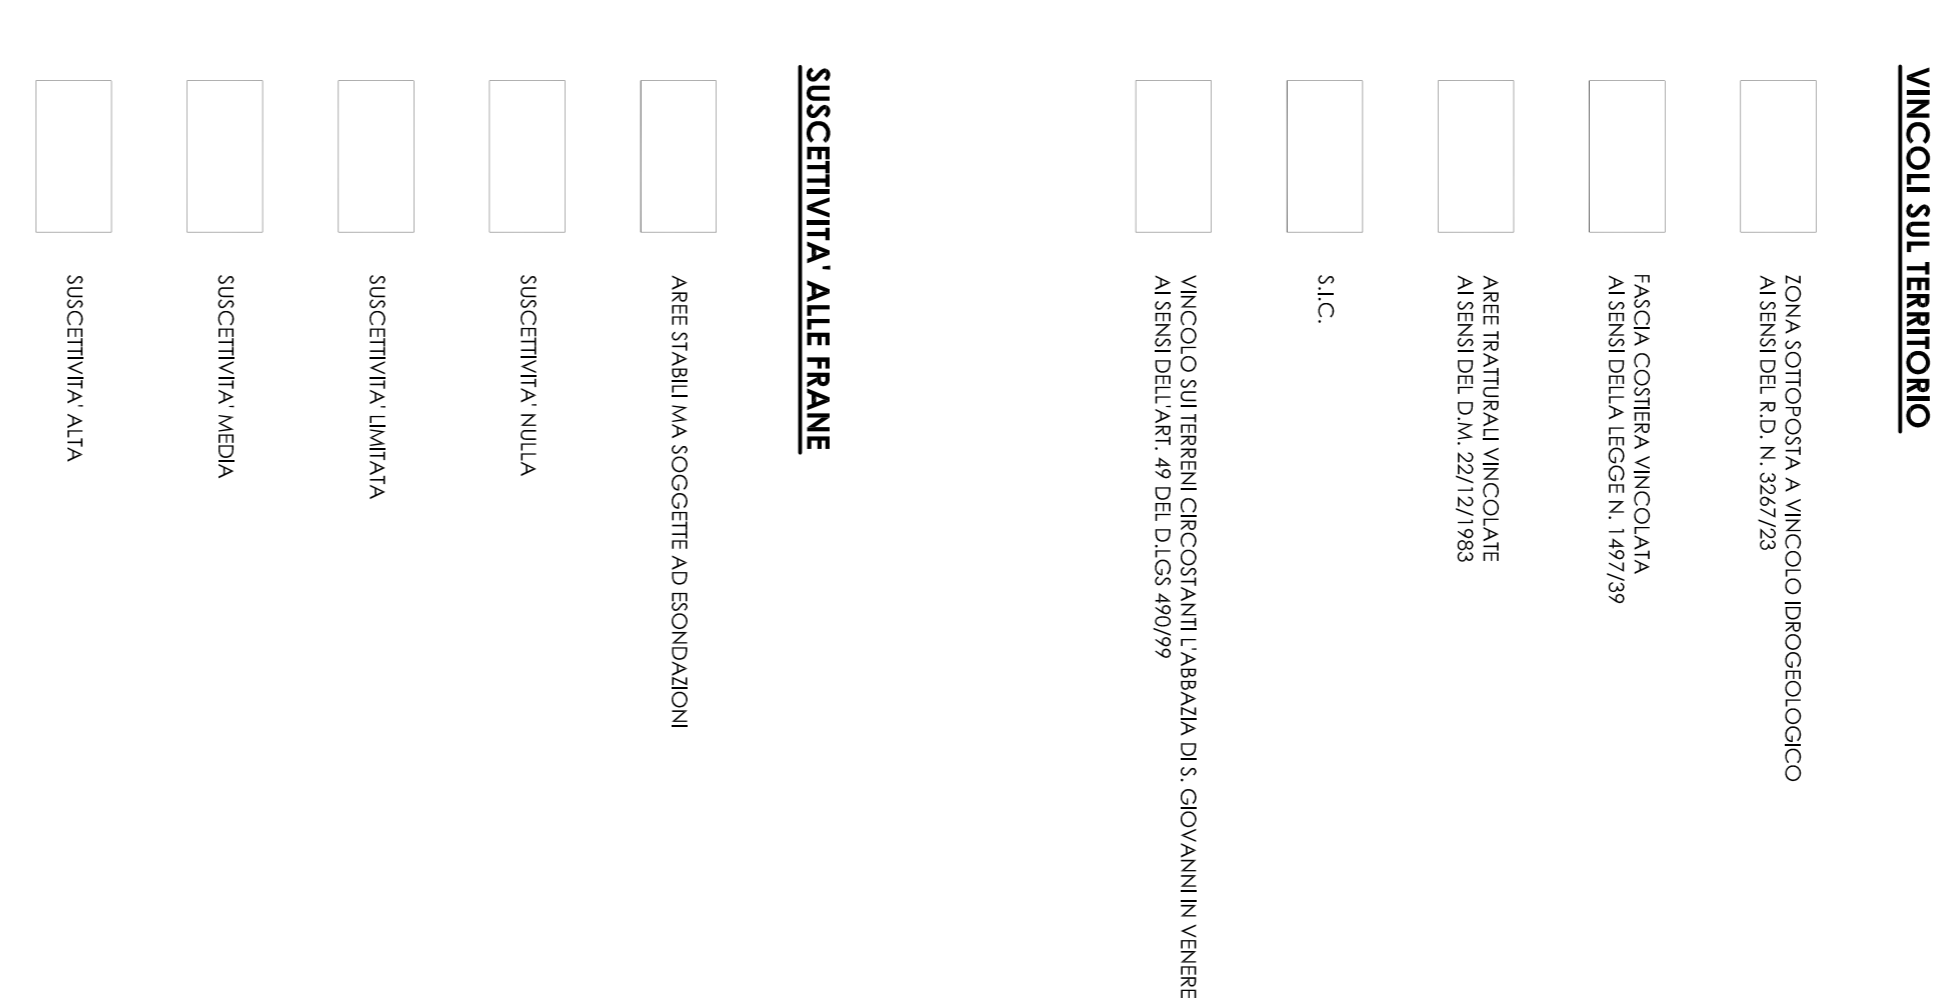 VINCOLI SUL TERRITORIO
ZONA SOTTOPOSTA A VINCOLO IDROGEOLOGICO
AI SENSI DEL R.D. N. 3267/23
FASCIA COSTIERA VINCOLATA
AI SENSI DELLA LEGGE N. 1497/39
AREE TRATTURALI VINCOLATE
AI SENSI DEL D.M. 22/12/1983
S.I.C.
VINCOLO SUI TERRENI CIRCOSTANTI L'ABBAZIA DI S. GIOVANNI IN VENERE
AI SENSI DELL'ART. 49 DEL D.LGS 490/99
SUSCETTIVITA' ALLE FRANE
AREE STABILI MA SOGGETTE AD ESONDAZIONI
SUSCETTIVITA' NULLA
SUSCETTIVITA' LIMITATA
SUSCETTIVITA' MEDIA
SUSCETTIVITA' ALTA